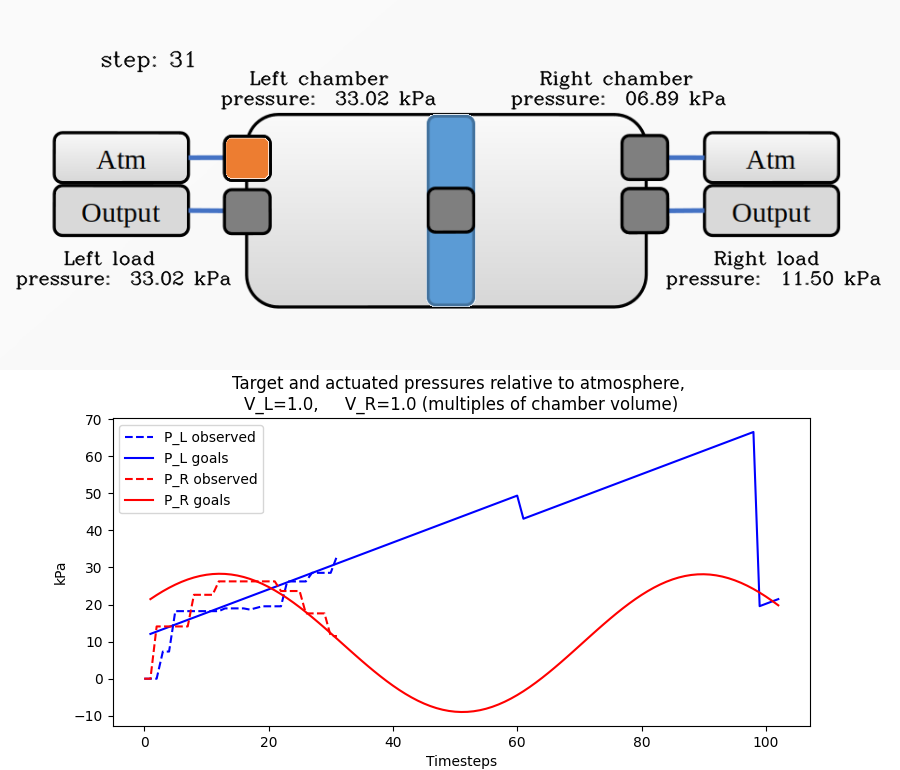 step: 31
Left chamber
pressure: 33.02 kPa
Right chamber
pressure: 06.89 kPa
Atm
Output
Atm
Output
Left load
pressure: 33.02 kPa
Right load
pressure: 11.50 kPa
Target and actuated pressures relative to atmosphere,
V_L=1.0, V_R=1.0 (multiples of chamber volume)
P_L observed
P_L goals
P_R observed
P_R goals
kPa
70
60
50
40
30
20
10
0
−10
0 20 40 60 80 100
Timesteps